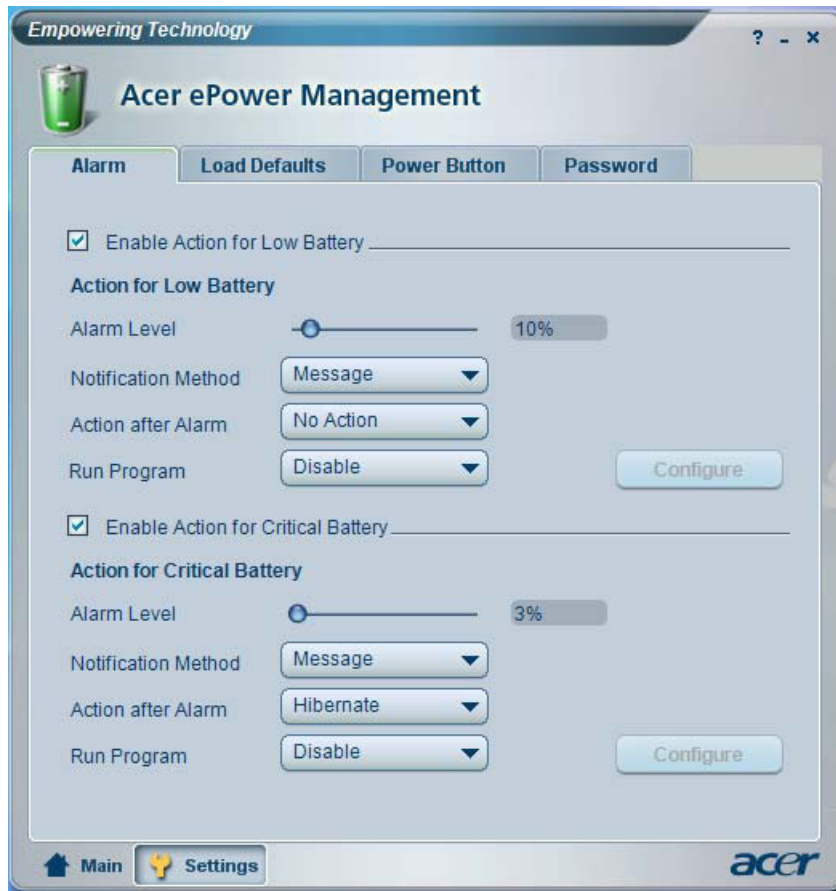 Empowering Technology
? - ×
Acer ePower Management
Alarm Load Defaults Power Button Password
Enable Action for Low Battery
Action for Low Battery
Alarm Level 10%
Notification Method Message
Action after Alarm No Action
Run Program Disable Configure
Enable Action for Critical Battery
Action for Critical Battery
Alarm Level 3%
Notification Method Message
Action after Alarm Hibernate
Run Program Disable Configure
Main Settings acer